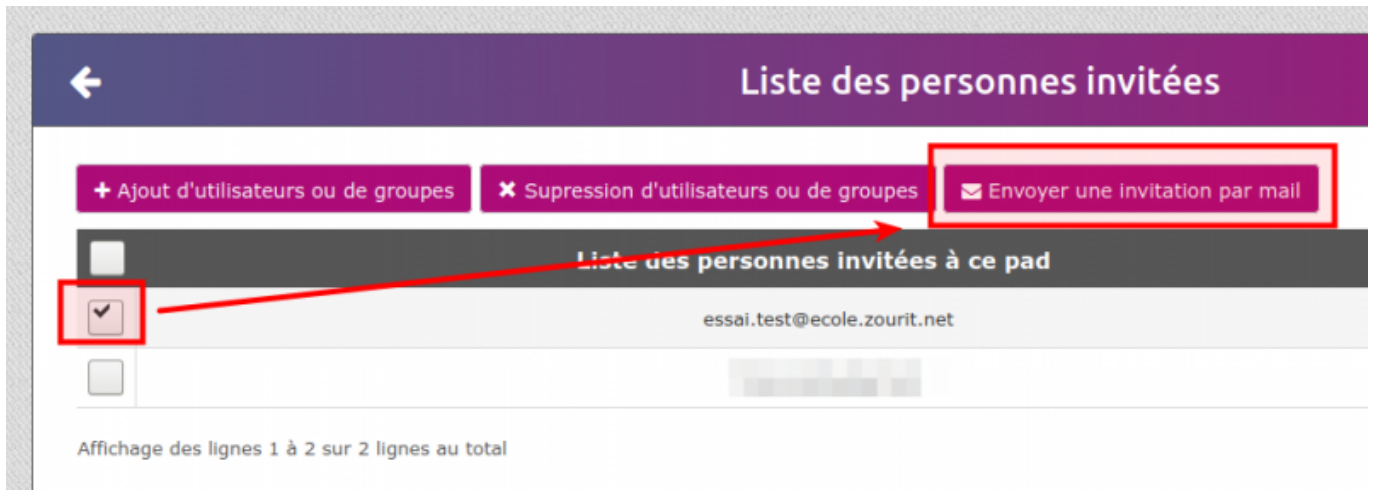 Liste des personnes invitées
Ajout d'utilisateurs ou de groupes
Supression d'utilisateurs ou de groupes
Envoyer une invitation par mail
Liste des personnes invitées à ce pad
essai.test@ecole.zourit.net
Affichage des lignes 1 à 2 sur 2 lignes au total